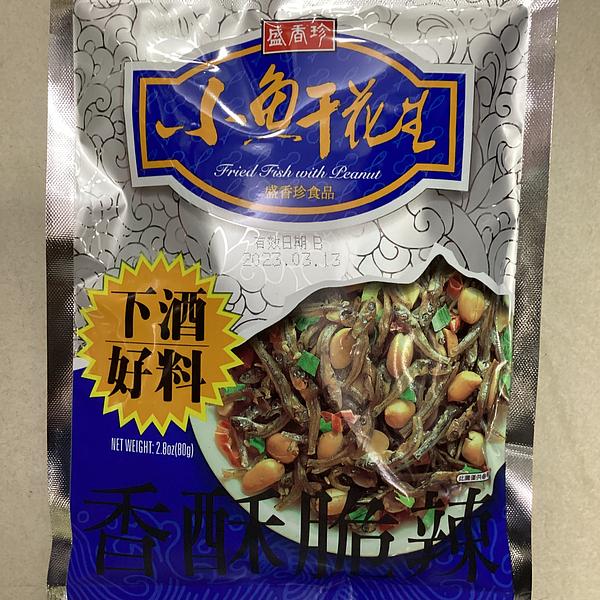 盛香珍
小魚干花生
Fried Fish with Peanut
盛香珍食品
有效日期 B
2023.03.13
下酒
好料
NET WEIGHT: 2.8oz(80g)
香酥脆辣